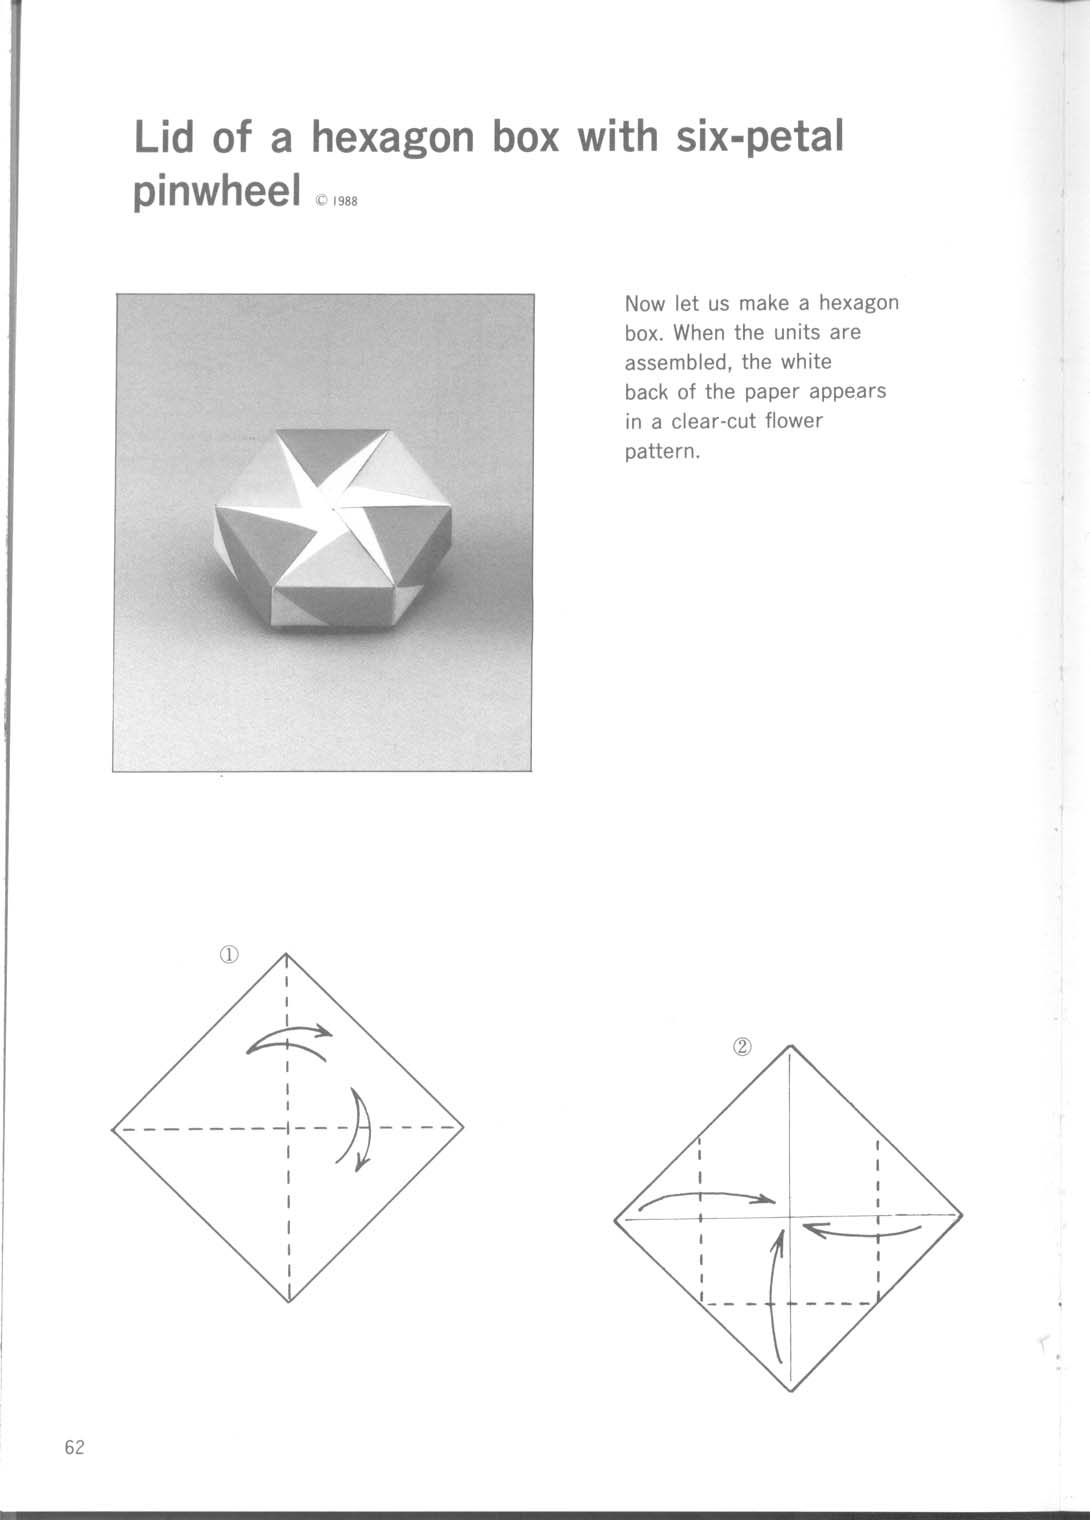 Lid of a hexagon box with six-petal
pinwheel © 1988
Now let us make a hexagon
box. When the units are
assembled, the white
back of the paper appears
in a clear-cut flower
pattern.
①
②
62